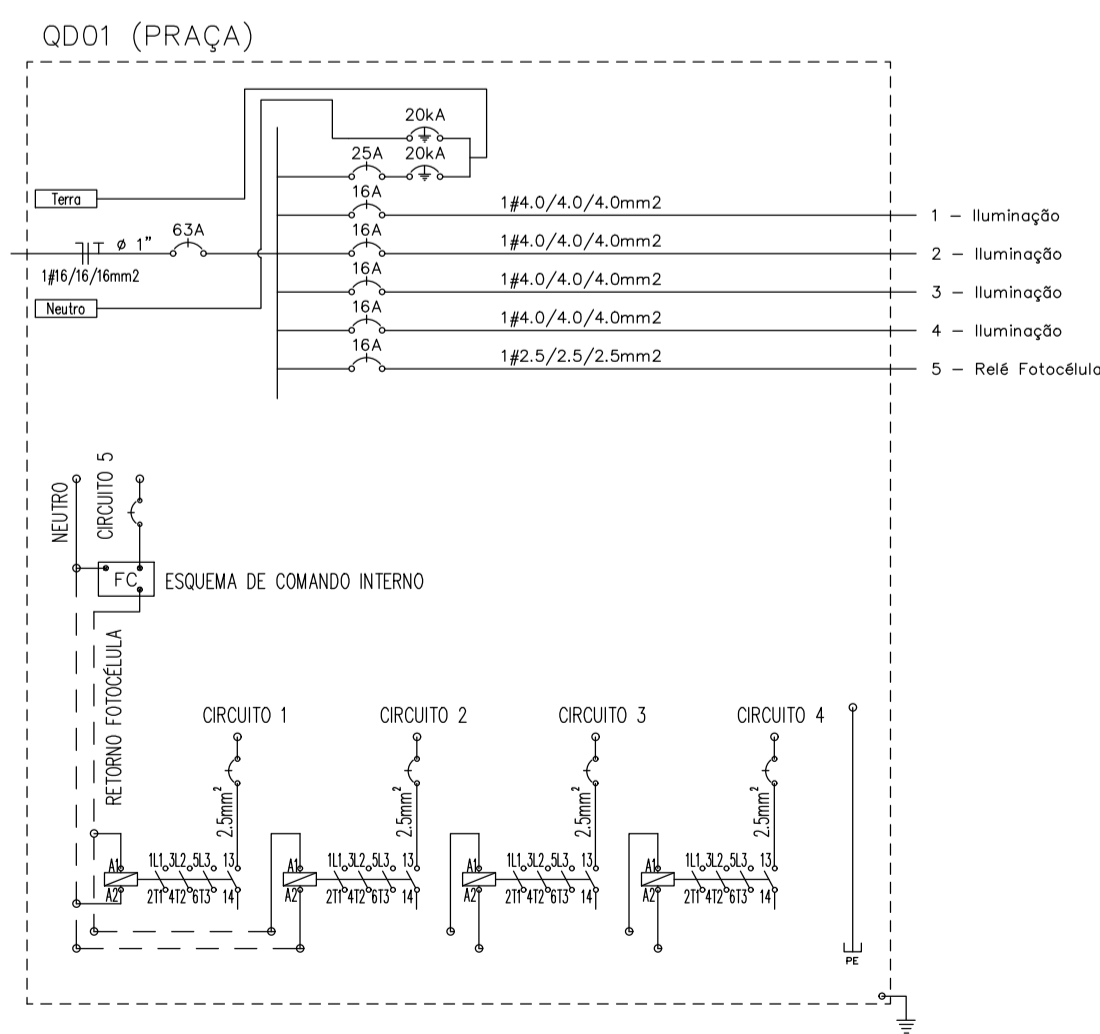 QD01 (PRAÇA)
20kA
25A 20kA
Terra
16A 1#4.0/4.0/4.0mm2 1 - Iluminação
ø 1" 63A
16A 1#4.0/4.0/4.0mm2 2 - Iluminação
1#16/16/16mm2
16A 1#4.0/4.0/4.0mm2 3 - Iluminação
Neutro
16A 1#4.0/4.0/4.0mm2 4 - Iluminação
16A 1#2.5/2.5/2.5mm2 5 - Relé Fotocélula
NEUTRO
CIRCUITO 5
FC ESQUEMA DE COMANDO INTERNO
RETORNO FOTOCÉLULA
CIRCUITO 1 CIRCUITO 2 CIRCUITO 3 CIRCUITO 4
2.5mm² 2.5mm² 2.5mm² 2.5mm²
A1 1L1 3L2 5L3 13 A1 1L1 3L2 5L3 13 A1 1L1 3L2 5L3 13 A1 1L1 3L2 5L3 13
A2 2T1 4T2 6T3 14 A2 2T1 4T2 6T3 14 A2 2T1 4T2 6T3 14 A2 2T1 4T2 6T3 14
PE